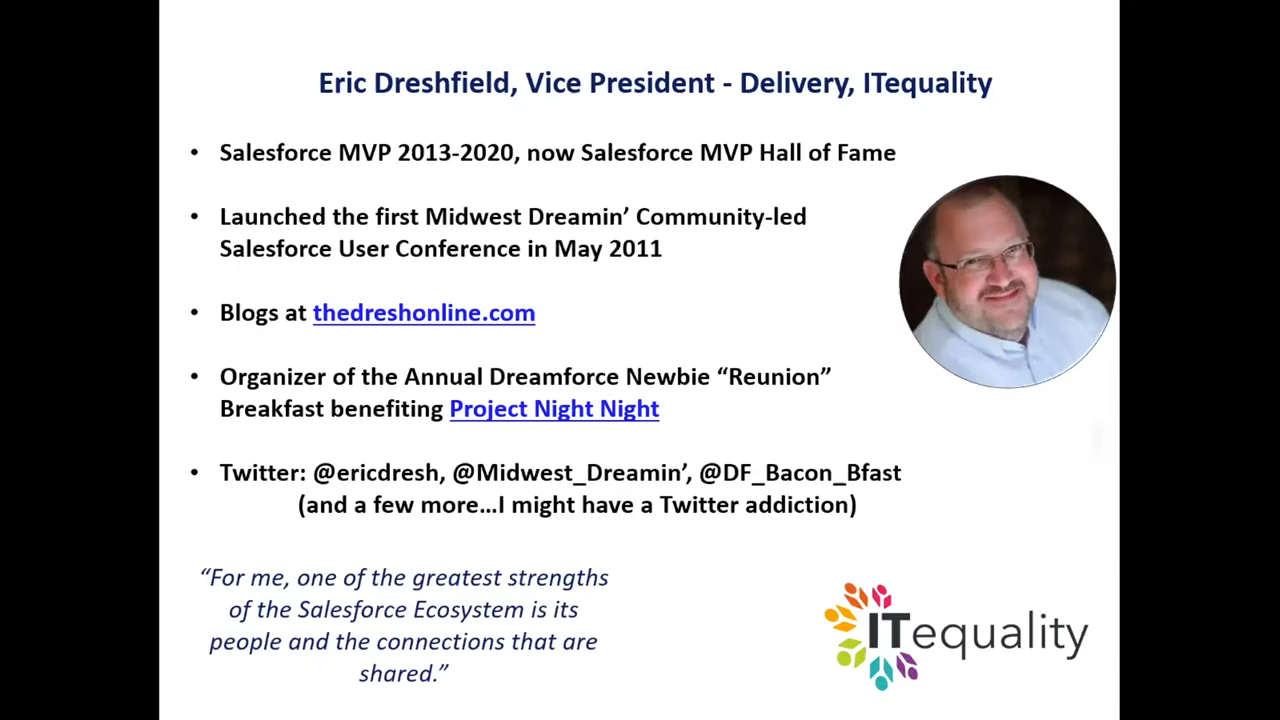 Eric Dreshfield, Vice President - Delivery, ITequality
• Salesforce MVP 2013-2020, now Salesforce MVP Hall of Fame
• Launched the first Midwest Dreamin’ Community-led
Salesforce User Conference in May 2011
• Blogs at thedreshonline.com
• Organizer of the Annual Dreamforce Newbie “Reunion”
Breakfast benefiting Project Night Night
• Twitter: @ericdresh, @Midwest_Dreamin’, @DF_Bacon_Bfast
(and a few more…I might have a Twitter addiction)
“For me, one of the greatest strengths
of the Salesforce Ecosystem is its
people and the connections that are
shared.”
ITequality